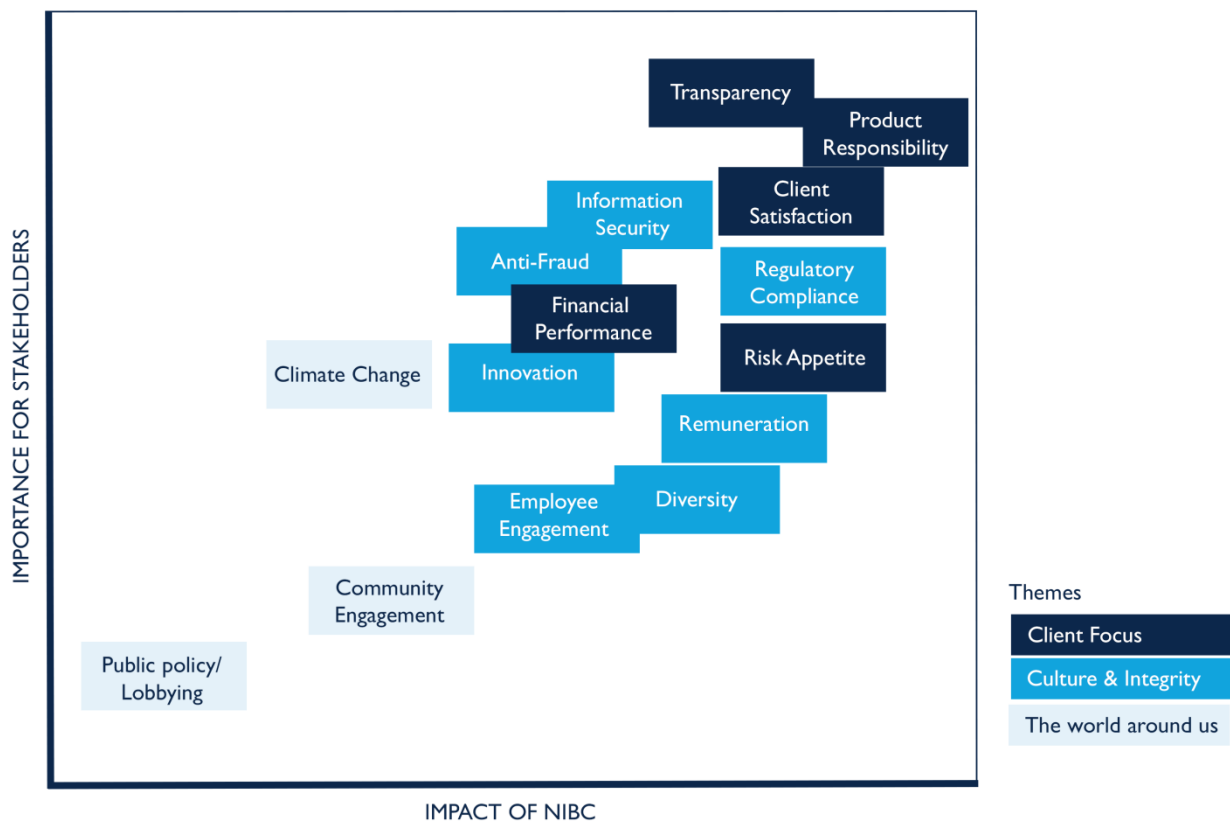 IMPORTANCE FOR STAKEHOLDERS
Transparency
Product
Responsibility
Client
Satisfaction
Information
Security
Anti-Fraud
Regulatory
Compliance
Financial
Performance
Risk Appetite
Climate Change
Innovation
Remuneration
Diversity
Employee
Engagement
Community
Engagement
Public policy/
Lobbying
IMPACT OF NIBC
Themes
Client Focus
Culture & Integrity
The world around us